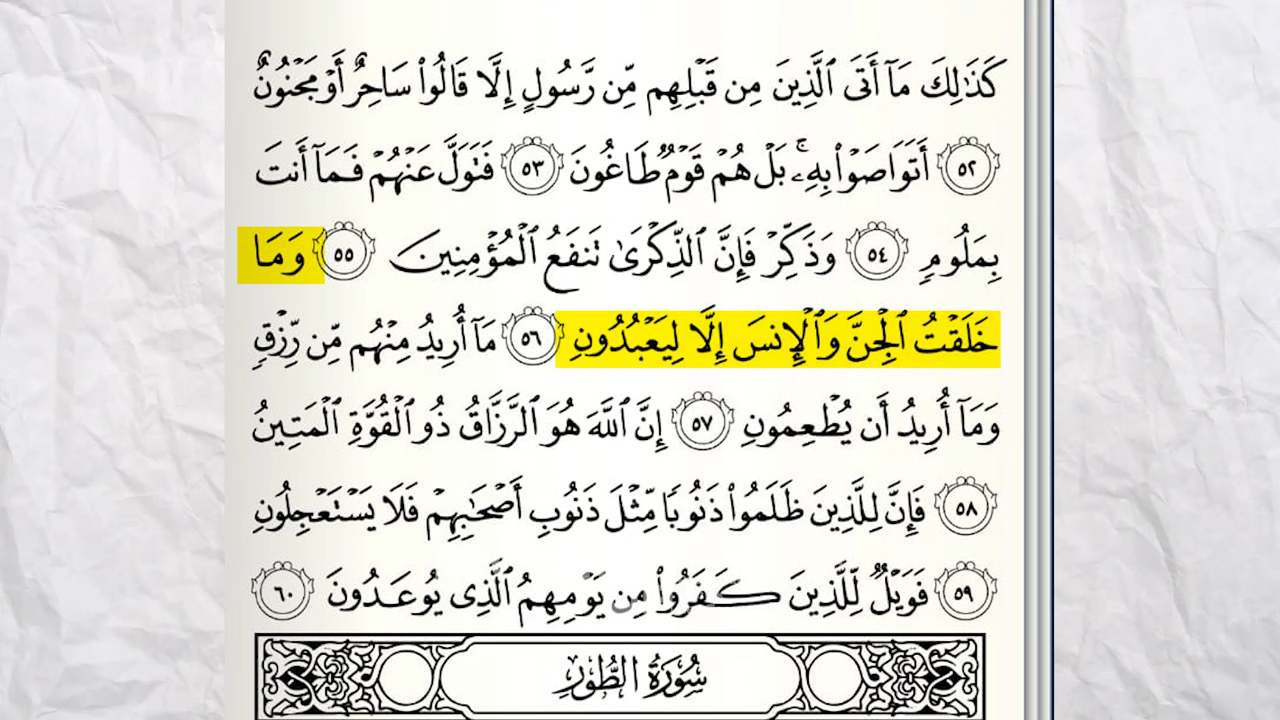 كَذَٰلِكَ مَآ أَتَى ٱلَّذِينَ مِن قَبْلِهِم مِّن رَّسُولٍ إِلَّا قَالُوا۟ سَاحِرٌ أَوْ مَجْنُونٌ
٥٢ أَتَوَاصَوْا۟ بِهِۦۚ بَلْ هُمْ قَوْمٌ طَاغُونَ ٥٣ فَتَوَلَّ عَنْهُمْ فَمَآ أَنتَ
بِمَلُومٍ ٥٤ وَذَكِّرْ فَإِنَّ ٱلذِّكْرَىٰ تَنفَعُ ٱلْمُؤْمِنِينَ ٥٥ وَمَا
خَلَقْتُ ٱلْجِنَّ وَٱلْإِنسَ إِلَّا لِيَعْبُدُونِ ٥٦ مَآ أُرِيدُ مِنْهُم مِّن رِّزْقٍ
وَمَآ أُرِيدُ أَن يُطْعِمُونِ ٥٧ إِنَّ ٱللَّهَ هُوَ ٱلرَّزَّاقُ ذُو ٱلْقُوَّةِ ٱلْمَتِينُ
٥٨ فَإِنَّ لِلَّذِينَ ظَلَمُوا۟ ذَنُوبًا مِّثْلَ ذَنُوبِ أَصْحَٰبِهِمْ فَلَا يَسْتَعْجِلُونِ
٥٩ فَوَيْلٌ لِّلَّذِينَ كَفَرُوا۟ مِن يَوْمِهِمُ ٱلَّذِى يُوعَدُونَ ٦٠
سُورَةُ الطُّورِ